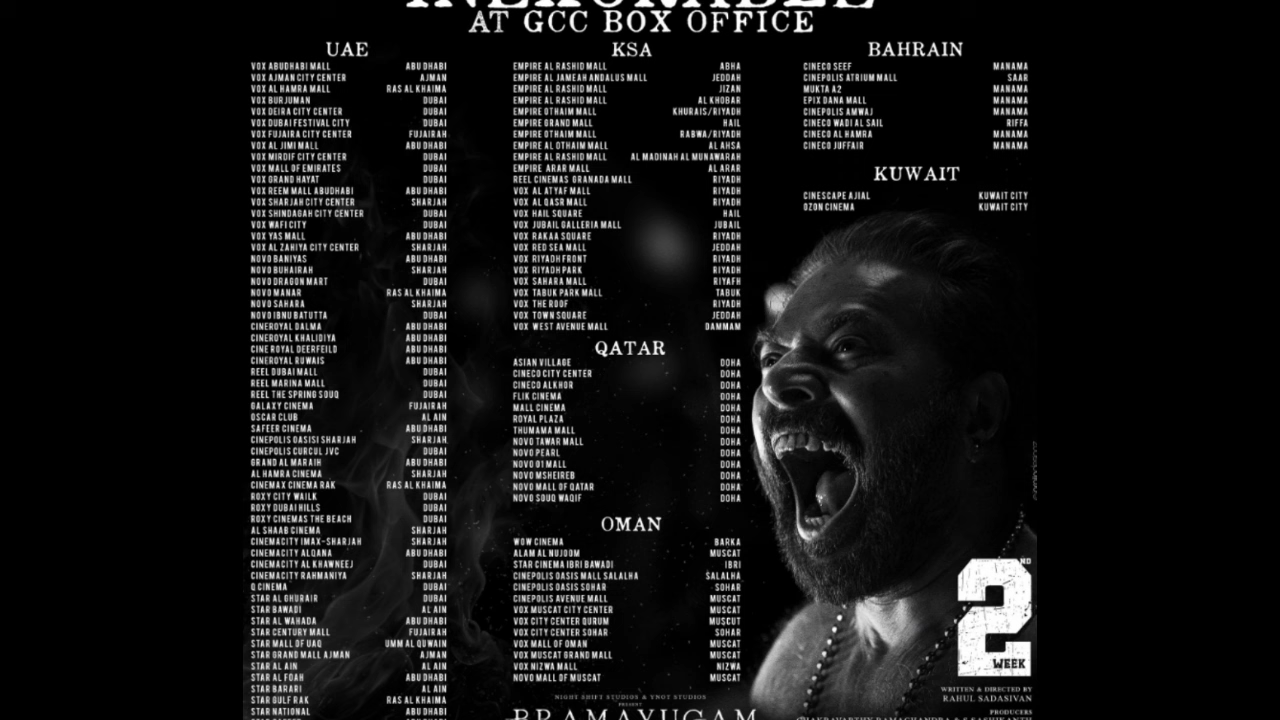 INEXORABLE
AT GCC BOX OFFICE
UAE
VOX ABUDHABI MALL ABU DHABI
VOX AJMAN CITY CENTER AJMAN
VOX AL HAMRA MALL RAS AL KHAIMA
VOX BURJUMAN DUBAI
VOX DEIRA CITY CENTER DUBAI
VOX DUBAI FESTIVAL CITY DUBAI
VOX FUJAIRA CITY CENTER FUJAIRAH
VOX AL JIMI MALL ABU DHABI
VOX MIRDIF CITY CENTER DUBAI
VOX MALL OF EMIRATES DUBAI
VOX GRAND HAYAT DUBAI
VOX REEM MALL ABUDHABI ABU DHABI
VOX SHARJAH CITY CENTER SHARJAH
VOX SHINDAGAH CITY CENTER DUBAI
VOX WAFI CITY DUBAI
VOX YAS MALL ABU DHABI
VOX AL ZAHIYA CITY CENTER SHARJAH
NOVO BANIYAS ABU DHABI
NOVO BUHAIRAH SHARJAH
NOVO DRAGON MART DUBAI
NOVO MANAR RAS AL KHAIMA
NOVO SAHARA SHARJAH
NOVO IBNU BATUTTA DUBAI
CINEROYAL DALMA ABU DHABI
CINEROYAL KHALIDIYA ABU DHABI
CINE ROYAL DEERFEILD ABU DHABI
CINEROYAL RUWAIS ABU DHABI
REEL DUBAI MALL DUBAI
REEL MARINA MALL DUBAI
REEL THE SPRING SOUQ DUBAI
GALAXY CINEMA FUJAIRAH
OSCAR CLUB AL AIN
SAFEER CINEMA ABU DHABI
CINEPOLIS OASISI SHARJAH SHARJAH
CINEPOLIS CURCUL JVC DUBAI
GRAND AL MARAIH ABU DHABI
AL HAMRA CINEMA SHARJAH
CINEMAX CINEMA RAK RAS AL KHAIMA
ROXY CITY WAILK DUBAI
ROXY DUBAI HILLS DUBAI
ROXY CINEMAS THE BEACH DUBAI
AL SHAAB CINEMA SHARJAH
CINEMACITY IMAX-SHARJAH SHARJAH
CINEMACITY ALQANA ABU DHABI
CINEMACITY AL KHAWNEEJ DUBAI
CINEMACITY RAHMANIYA SHARJAH
Q CINEMA DUBAI
STAR AL GHURAIR DUBAI
STAR BAWADI AL AIN
STAR AL WAHADA ABU DHABI
STAR CENTURY MALL FUJAIRAH
STAR MALL OF UAQ UMM AL QUWAIN
STAR GRAND MALL AJMAN AJMAN
STAR AL AIN AL AIN
STAR AL FOAH ABU DHABI
STAR BARARI AL AIN
STAR GULF RAK RAS AL KHAIMA
STAR NATIONAL ABU DHABI
KSA
EMPIRE AL RASHID MALL ABHA
EMPIRE AL JAMEAH ANDALUS MALL JEDDAH
EMPIRE AL RASHID MALL JIZAN
EMPIRE AL RASHID MALL AL KHOBAR
EMPIRE OTHAIM MALL KHURAIS/RIYADH
EMPIRE GRAND MALL HAIL
EMPIRE OTHAIM MALL RABWA/RIYADH
EMPIRE AL OTHAIM MALL AL AHSA
EMPIRE AL RASHID MALL AL MADINAH AL MUNAWARAH
EMPIRE ARAR MALL AL ARAR
REEL CINEMAS GRANADA MALL RIYADH
VOX AL ATYAF MALL RIYADH
VOX AL QASR MALL RIYADH
VOX HAIL SQUARE HAIL
VOX JUBAIL GALLERIA MALL JUBAIL
VOX RAKAA SQUARE RIYADH
VOX RED SEA MALL JEDDAH
VOX RIYADH FRONT RIYADH
VOX RIYADH PARK RIYADH
VOX SAHARA MALL RIYAFH
VOX TABUK PARK MALL TABUK
VOX THE ROOF RIYADH
VOX TOWN SQUARE JEDDAH
VOX WEST AVENUE MALL DAMMAM
QATAR
ASIAN VILLAGE DOHA
CINECO CITY CENTER DOHA
CINECO ALKHOR DOHA
FLIK CINEMA DOHA
MALL CINEMA DOHA
ROYAL PLAZA DOHA
THUMAMA MALL DOHA
NOVO TAWAR MALL DOHA
NOVO PEARL DOHA
NOVO 01 MALL DOHA
NOVO MSHEIREB DOHA
NOVO MALL OF QATAR DOHA
NOVO SOUQ WAQIF DOHA
OMAN
WOW CINEMA BARKA
ALAM AL NUJOOM MUSCAT
STAR CINEMA IBRI BAWADI IBRI
CINEPOLIS OASIS MALL SALALHA SALALHA
CINEPOLIS OASIS SOHAR SOHAR
CINEPOLIS AVENUE MALL MUSCAT
VOX MUSCAT CITY CENTER MUSCAT
VOX CITY CENTER QURUM MUSCUT
VOX CITY CENTER SOHAR SOHAR
VOX MALL OF OMAN MUSCAT
VOX MUSCAT GRAND MALL MUSCAT
VOX NIZWA MALL NIZWA
NOVO MALL OF MUSCAT MUSCAT
BAHRAIN
CINECO SEEF MANAMA
CINEPOLIS ATRIUM MALL SAAR
MUKTA A2 MANAMA
EPIX DANA MALL MANAMA
CINEPOLIS AMWAJ MANAMA
CINECO WADI AL SAIL RIFFA
CINECO AL HAMRA MANAMA
CINECO JUFFAIR MANAMA
KUWAIT
CINESCAPE AJIAL KUWAIT CITY
OZON CINEMA KUWAIT CITY
2ND
WEEK
NIGHT SHIFT STUDIOS & YNOT STUDIOS
PRESENT
BRAMAYUGAM
WRITTEN & DIRECTED BY
RAHUL SADASIVAN
PRODUCERS
CHAKRAVARTHY RAMACHANDRA & S SASHIKANTH